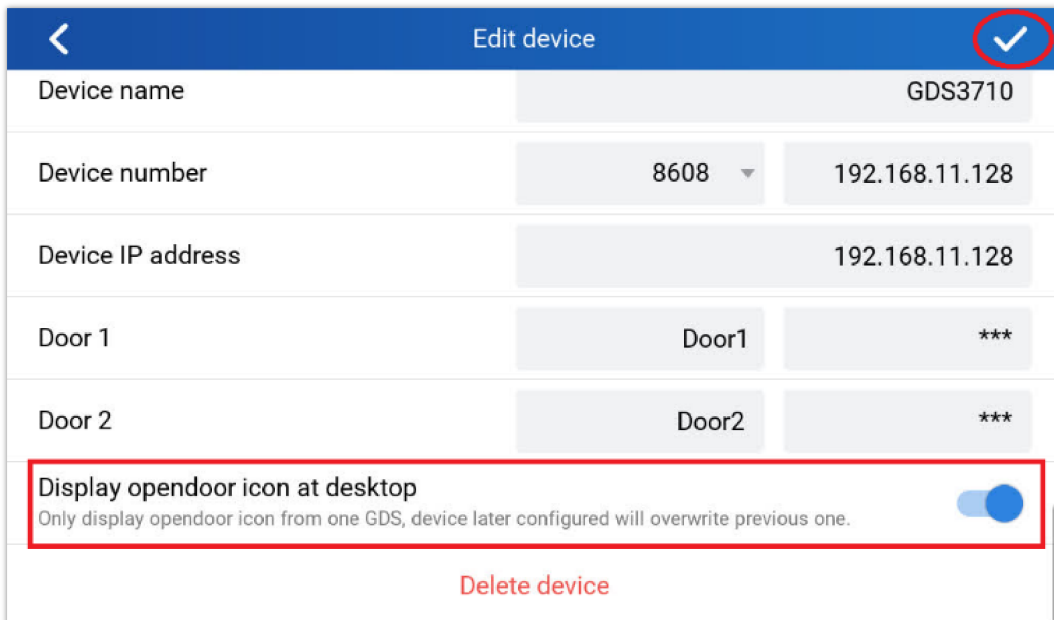 Edit device
Device name GDS3710
Device number 8608 192.168.11.128
Device IP address 192.168.11.128
Door 1 Door1 ***
Door 2 Door2 ***
Display opendoor icon at desktop
Only display opendoor icon from one GDS, device later configured will overwrite previous one.
Delete device